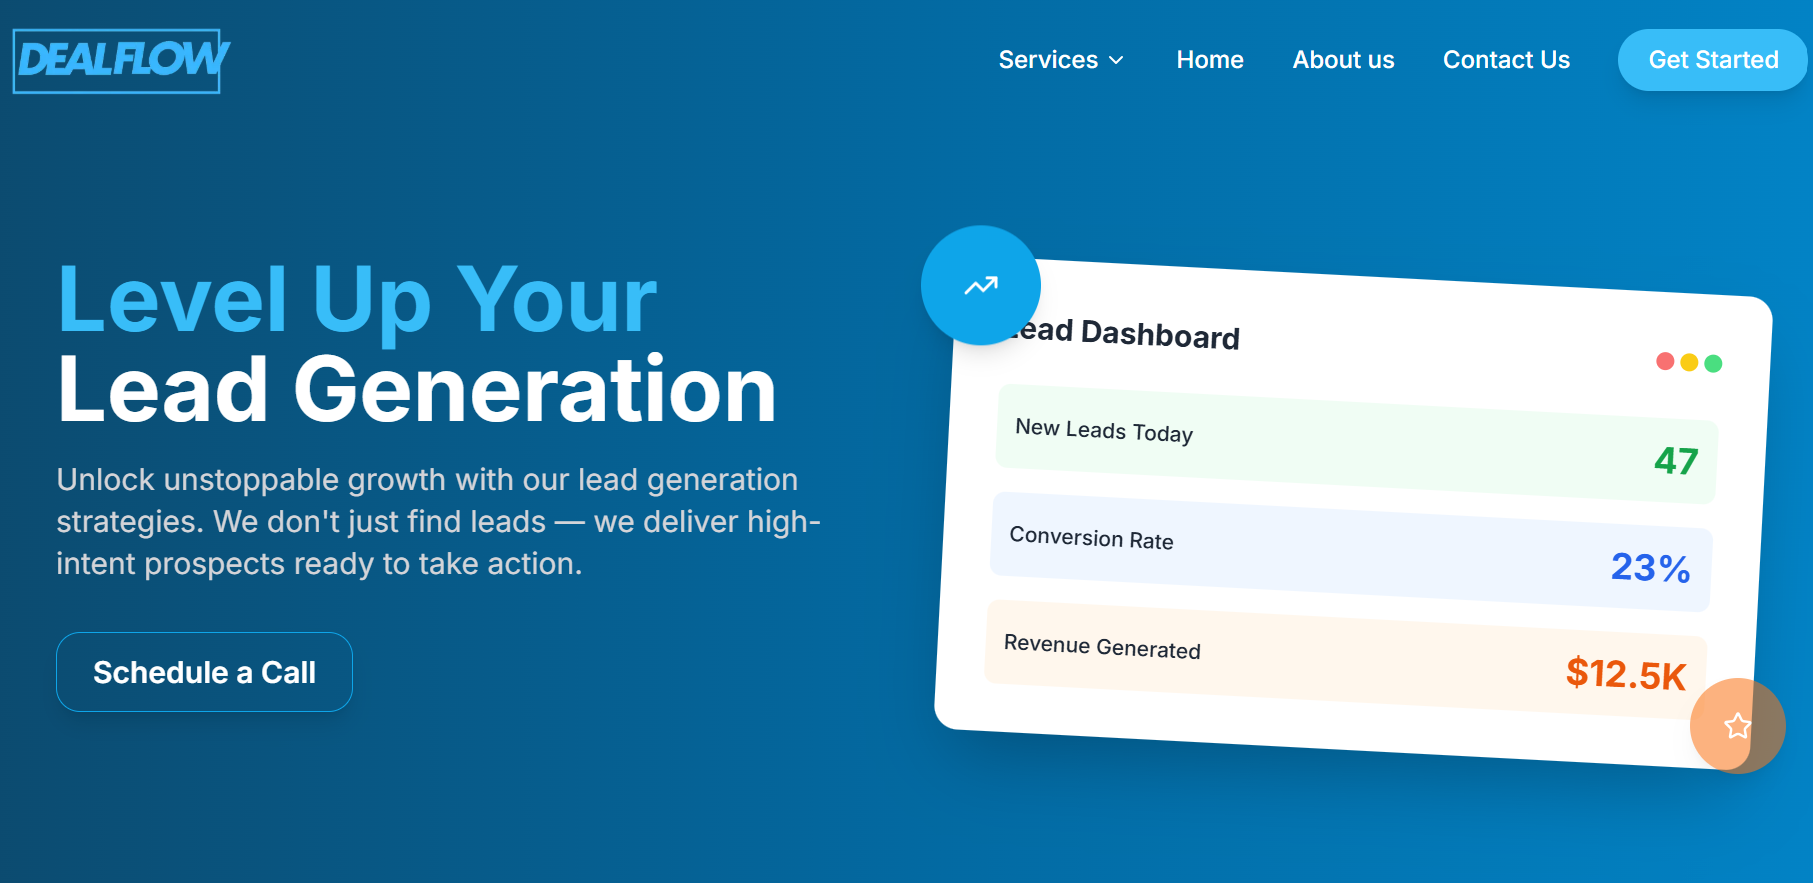 DEALFLOW
Services
Home
About us
Contact Us
Get Started
Level Up Your
Lead Generation
Unlock unstoppable growth with our lead generation
strategies. We don't just find leads — we deliver high-
intent prospects ready to take action.
Schedule a Call
Lead Dashboard
New Leads Today
47
Conversion Rate
23%
Revenue Generated
$12.5K